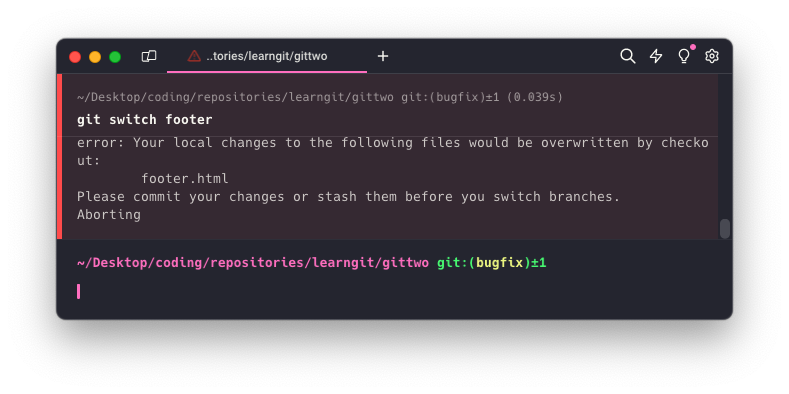 ..tories/learngit/gittwo
~/Desktop/coding/repositories/learngit/gittwo git:(bugfix)±1 (0.039s)
git switch footer
error: Your local changes to the following files would be overwritten by checko
ut:
footer.html
Please commit your changes or stash them before you switch branches.
Aborting
~/Desktop/coding/repositories/learngit/gittwo git:(bugfix)±1